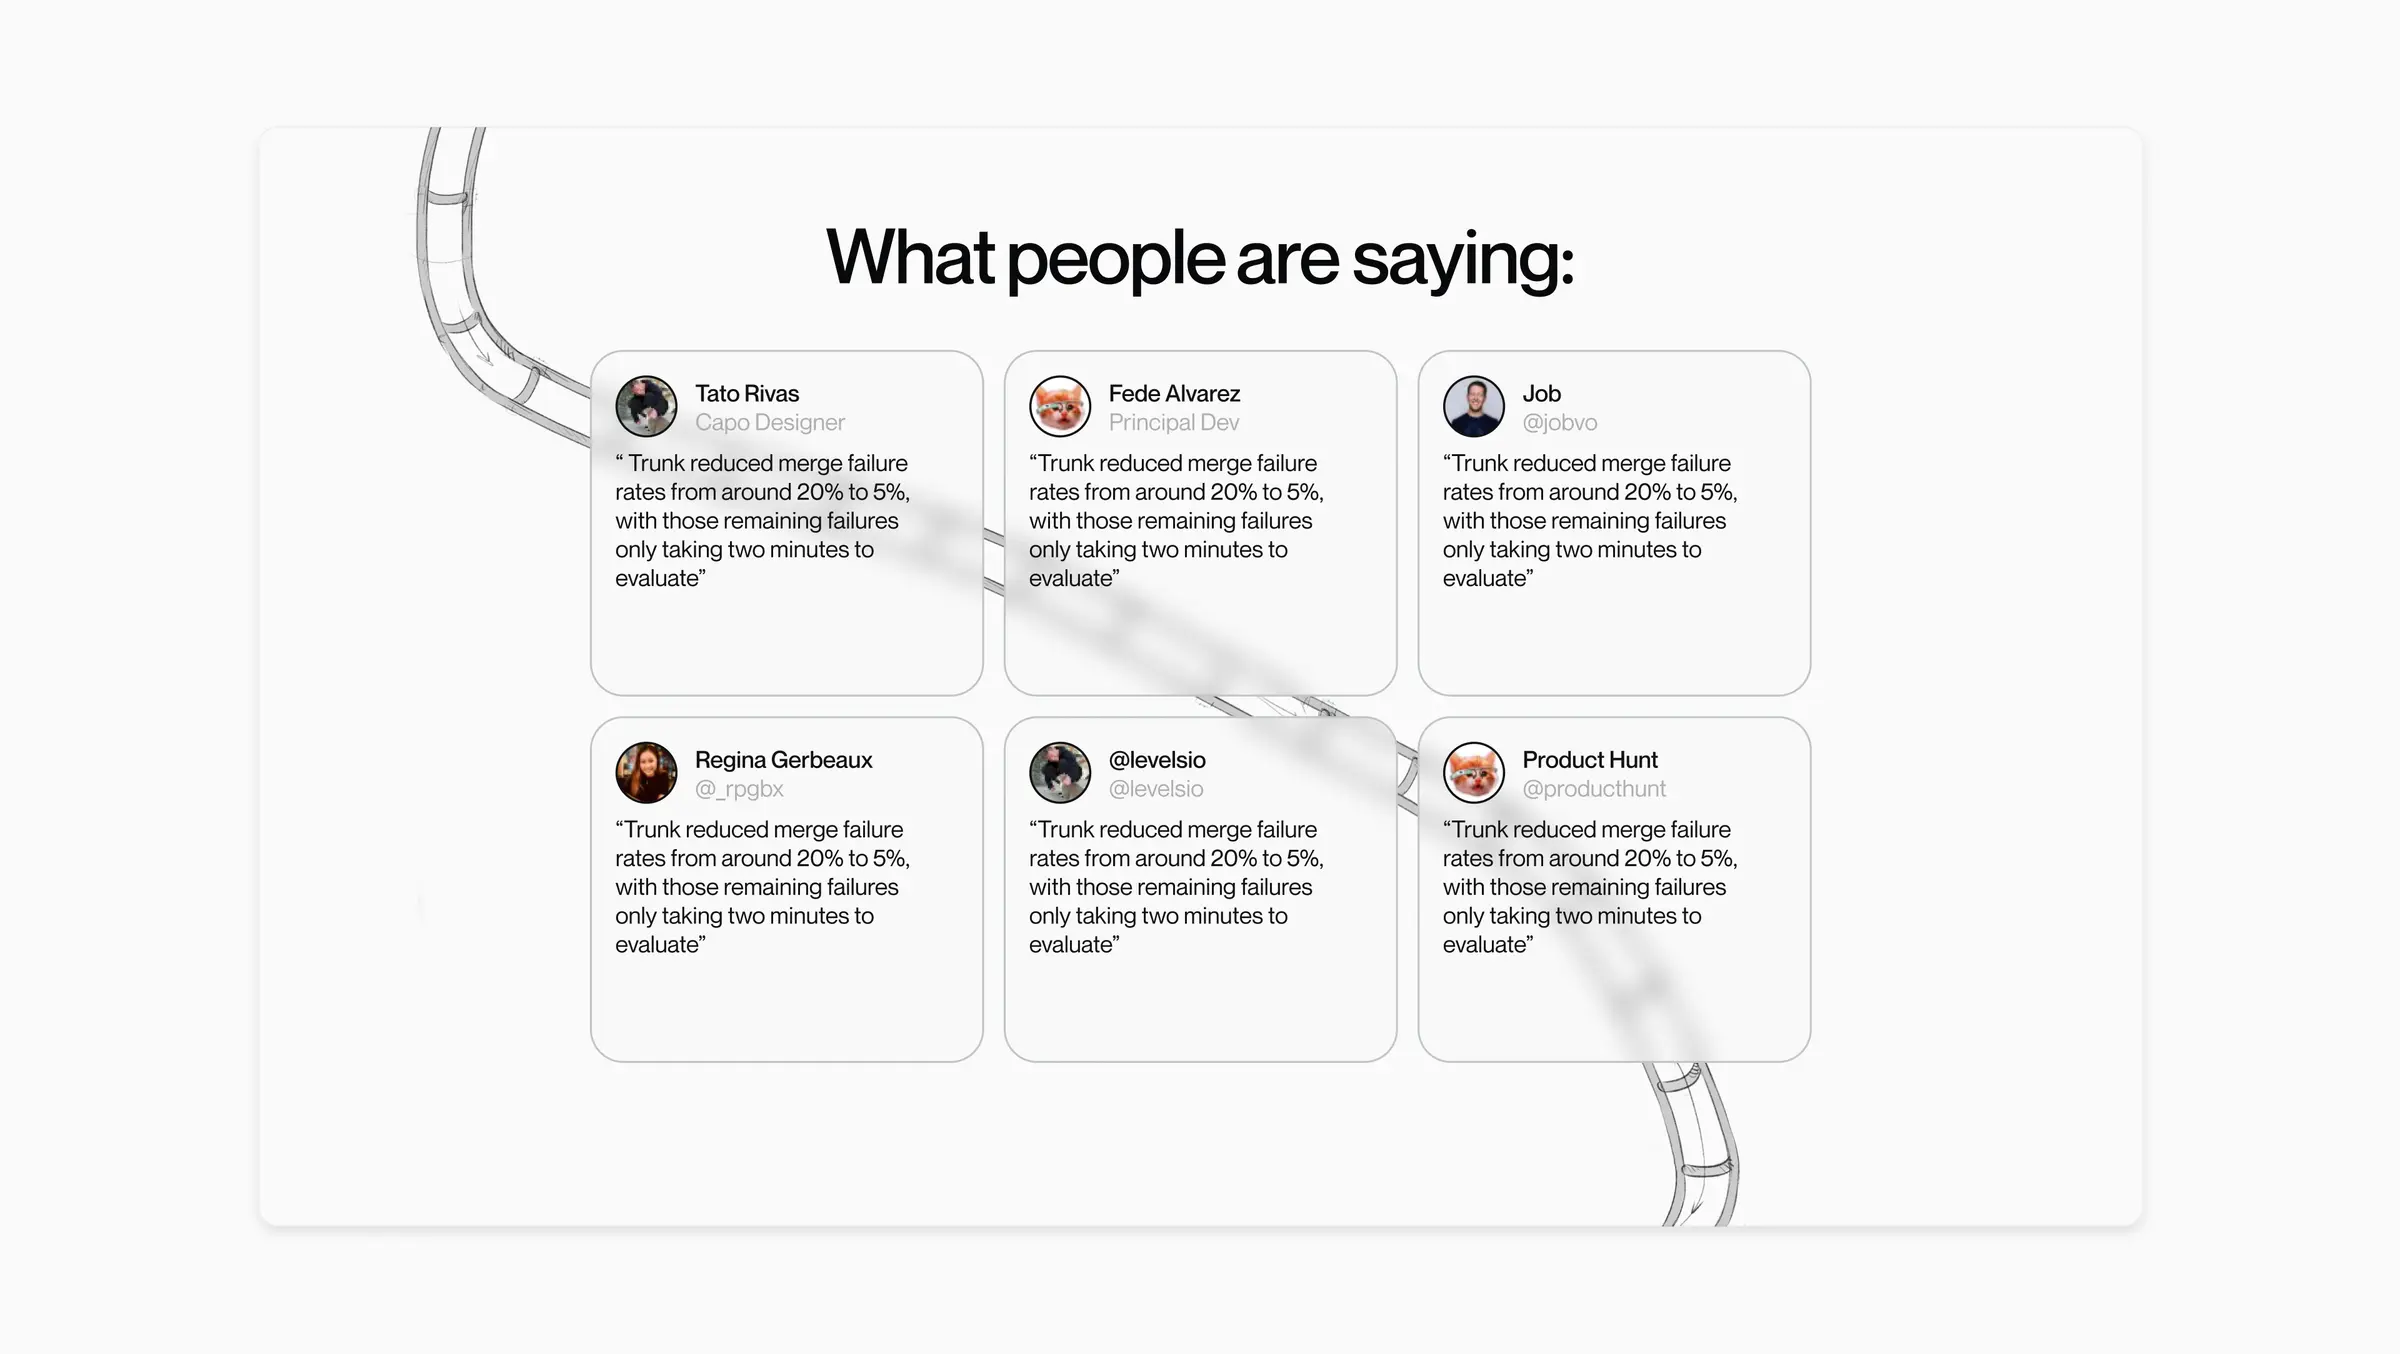 What people are saying:
Tato Rivas
Capo Designer
“ Trunk reduced merge failure
rates from around 20% to 5%,
with those remaining failures
only taking two minutes to
evaluate”
Fede Alvarez
Principal Dev
“Trunk reduced merge failure
rates from around 20% to 5%,
with those remaining failures
only taking two minutes to
evaluate”
Job
@jobvo
“Trunk reduced merge failure
rates from around 20% to 5%,
with those remaining failures
only taking two minutes to
evaluate”
Regina Gerbeaux
@_rpgbx
“Trunk reduced merge failure
rates from around 20% to 5%,
with those remaining failures
only taking two minutes to
evaluate”
@levelsio
@levelsio
“Trunk reduced merge failure
rates from around 20% to 5%,
with those remaining failures
only taking two minutes to
evaluate”
Product Hunt
@producthunt
“Trunk reduced merge failure
rates from around 20% to 5%,
with those remaining failures
only taking two minutes to
evaluate”